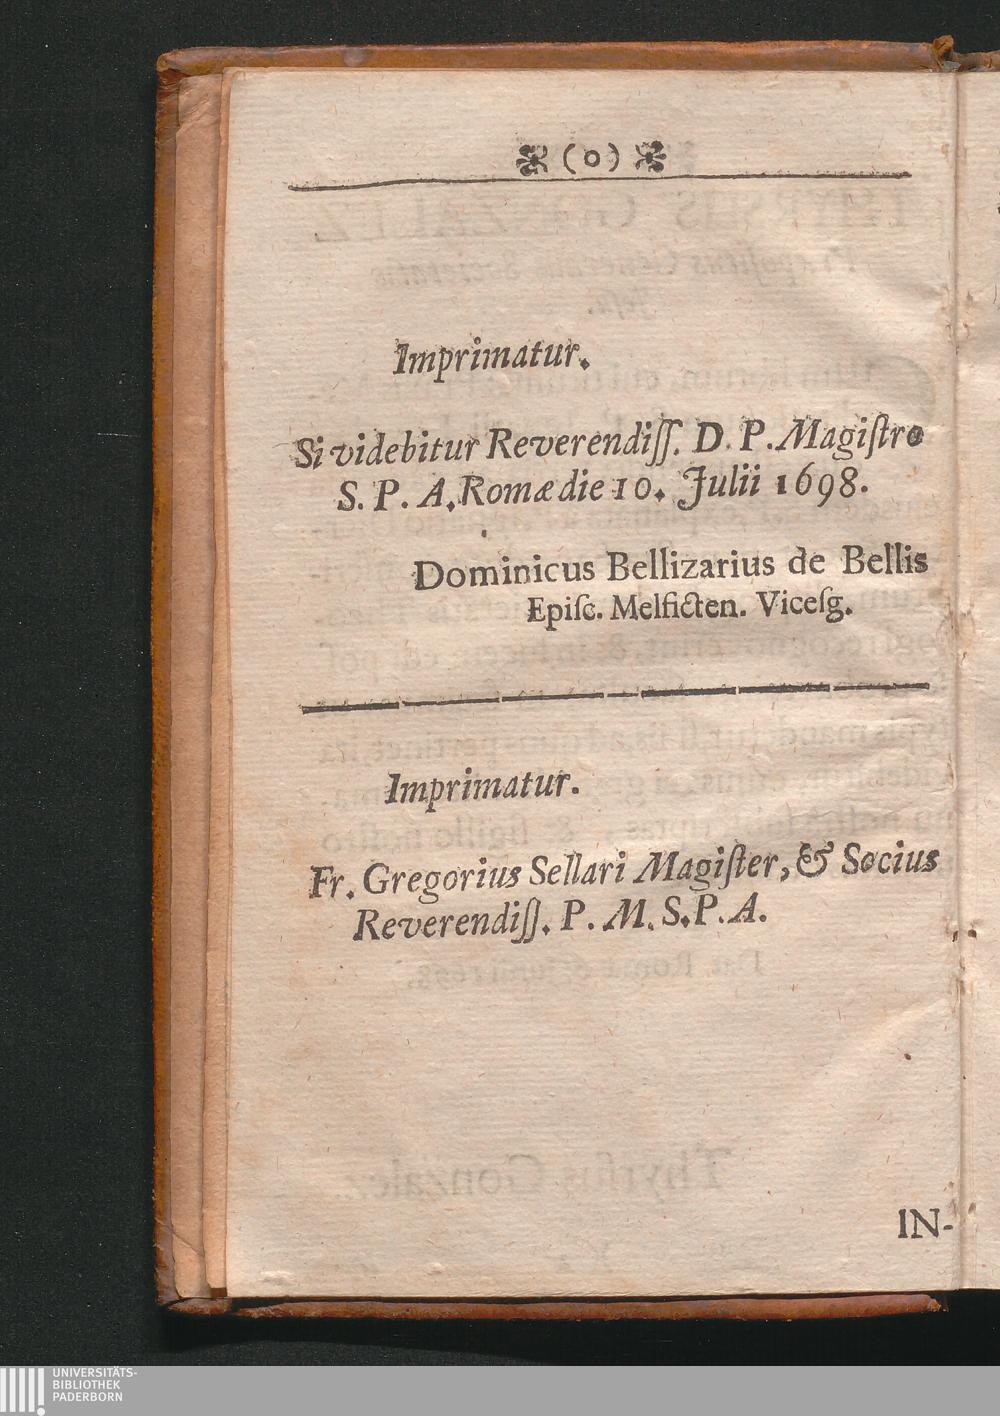 (o)
Imprimatur.
Si videbitur Reverendiſſ. D. P. Magiſtro
S. P. A. Romæ die 10. Julii 1698.
Dominicus Bellizarius de Bellis
Epiſc. Melficten. Viceſg.
Imprimatur.
Fr. Gregorius Sellari Magiſter, & Socius
Reverendiſſ. P. M. S. P. A.
IN-
UNIVERSITÄTS-
BIBLIOTHEK
PADERBORN